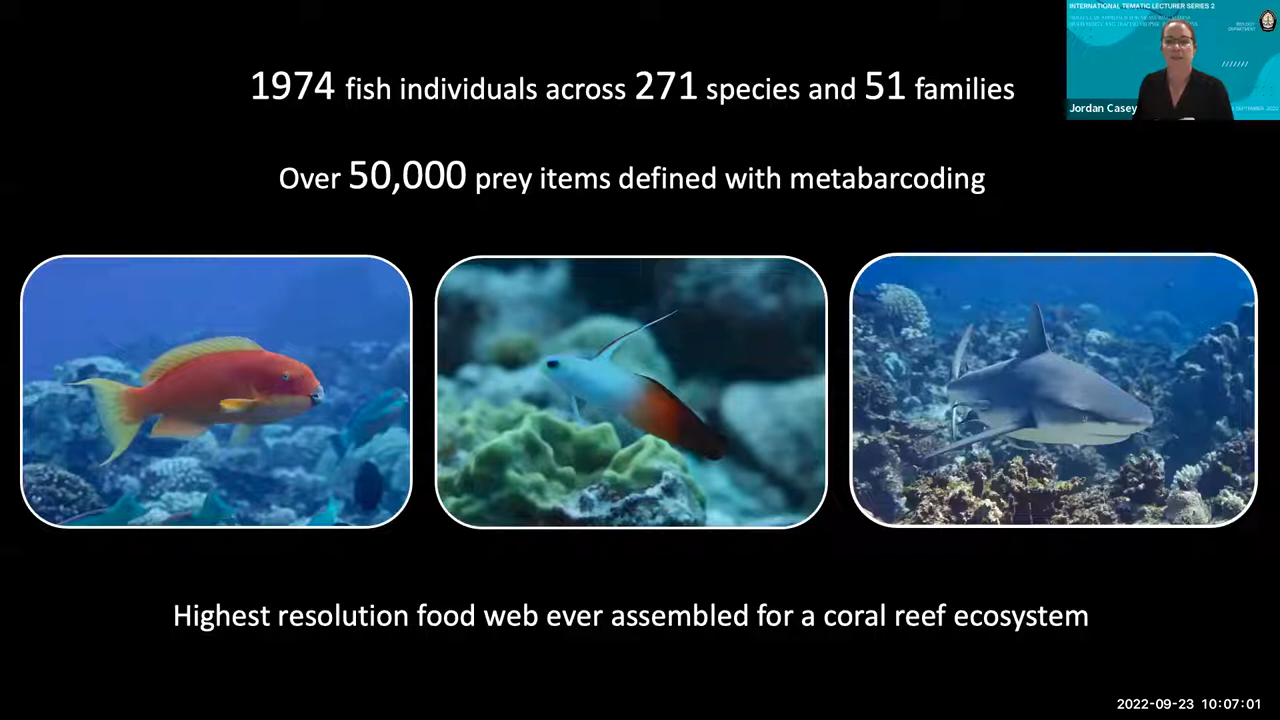 INTERNATIONAL TEMATIC LECTURER SERIES 2
1974 fish individuals across 271 species and 51 families
Jordan Casey
SEPTEMBER 2022
Over 50,000 prey items defined with metabarcoding
Highest resolution food web ever assembled for a coral reef ecosystem
2022-09-23 10:07:01